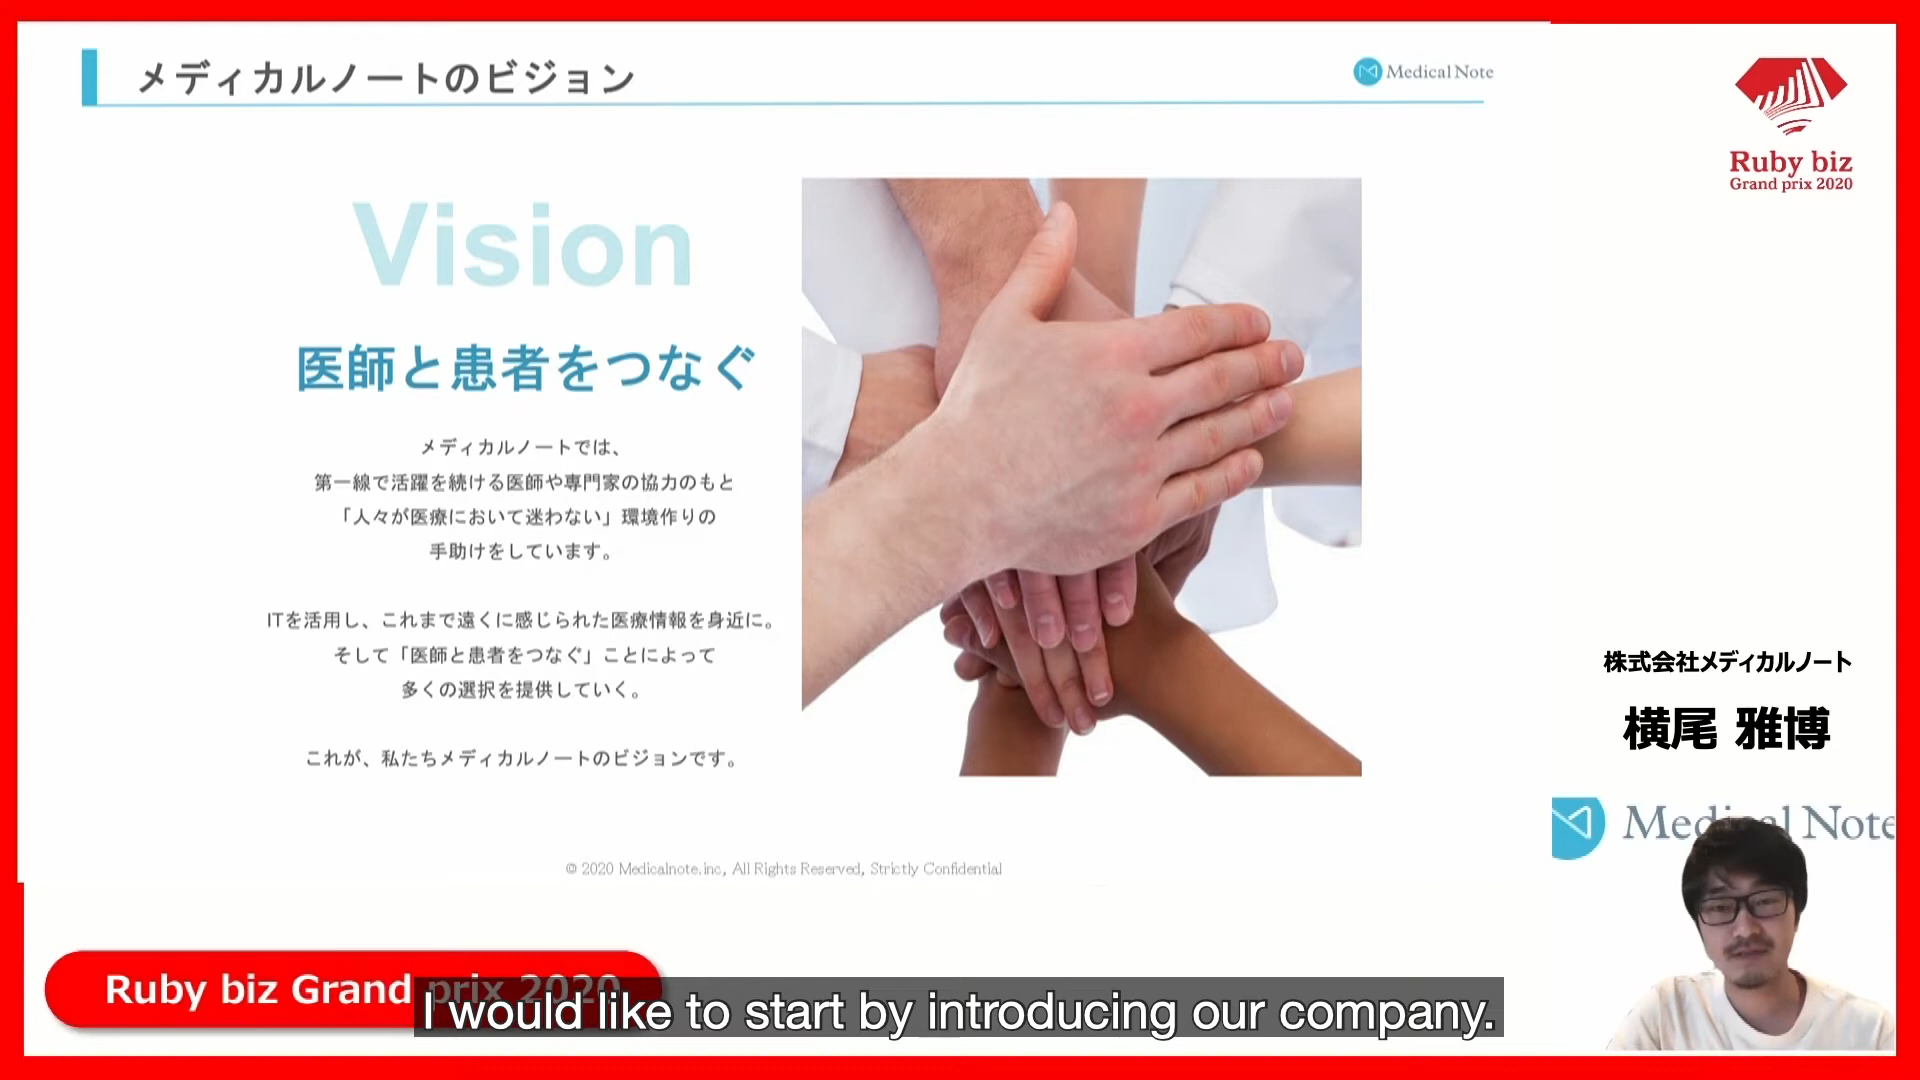 メディカルノートのビジョン
Medical Note
Ruby biz
Grand prix 2020
Vision
医師と患者をつなぐ
メディカルノートでは、
第一線で活躍を続ける医師や専門家の協力のもと
「人々が医療において迷わない」環境作りの
手助けをしています。
ITを活用し、これまで遠くに感じられた医療情報を身近に。
そして「医師と患者をつなぐ」ことによって
多くの選択を提供していく。
これが、私たちメディカルノートのビジョンです。
© 2020 Medicalnote.inc, All Rights Reserved, Strictly Confidential
株式会社メディカルノート
横尾 雅博
Medical Note
Ruby biz Grand prix 2020
I would like to start by introducing our company.